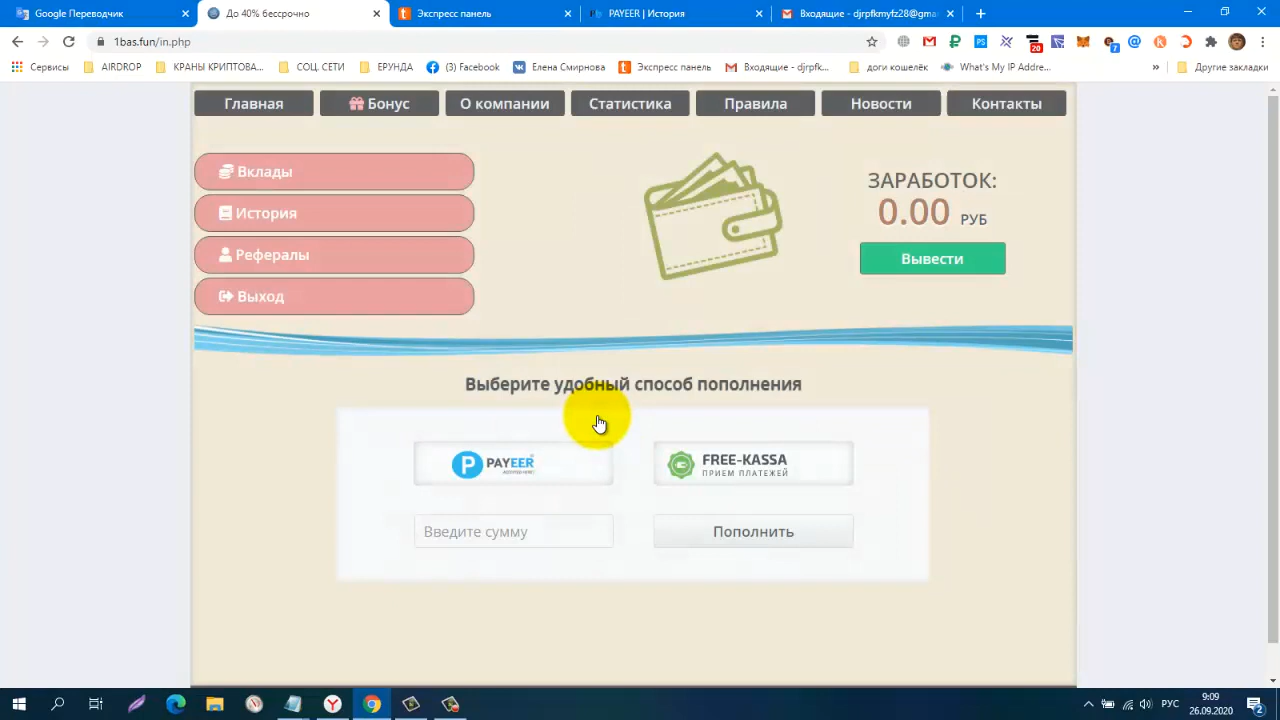 Google Переводчик
До 40% бессрочно
Экспресс панель
PAYEER | История
Входящие - djrpfkmyfz28@gma
1bas.fun/in.php
20
7
Сервисы
AIRDROP
КРАНЫ КРИПТОВА...
СОЦ. СЕТИ
ЕРУНДА
(3) Facebook
Елена Смирнова
Экспресс панель
Входящие - djrpfk...
доги кошелёк
What's My IP Addre...
»
Другие закладки
Главная
Бонус
О компании
Статистика
Правила
Новости
Контакты
Вклады
История
Рефералы
Выход
ЗАРАБОТОК:
0.00 РУБ
Вывести
Выберите удобный способ пополнения
PAYEER
FREE-KASSA
ПРИЕМ ПЛАТЕЖЕЙ
Введите сумму
Пополнить
РУС
9:09
26.09.2020
2